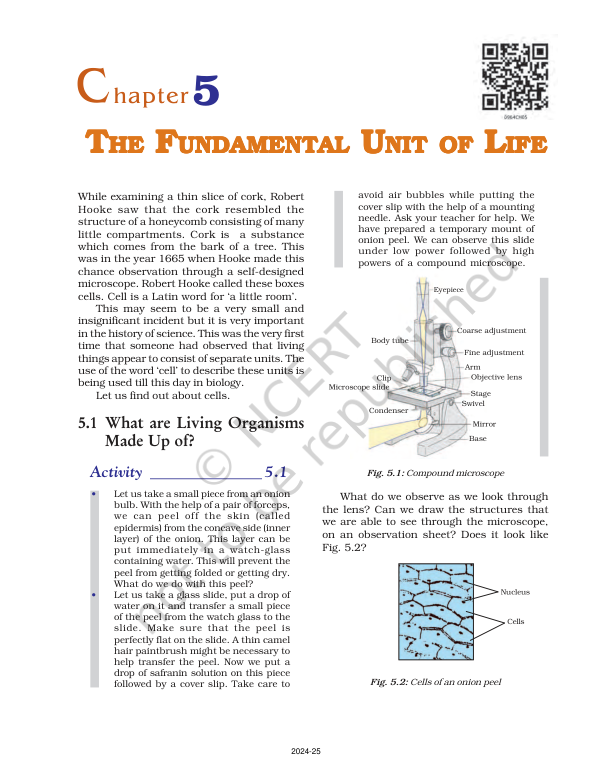 Chapter 5
D064CH05
THE FUNDAMENTAL UNIT OF LIFE
While examining a thin slice of cork, Robert
Hooke saw that the cork resembled the
structure of a honeycomb consisting of many
little compartments. Cork is a substance
which comes from the bark of a tree. This
was in the year 1665 when Hooke made this
chance observation through a self-designed
microscope. Robert Hooke called these boxes
cells. Cell is a Latin word for ‘a little room’.
This may seem to be a very small and
insignificant incident but it is very important
in the history of science. This was the very first
time that someone had observed that living
things appear to consist of separate units. The
use of the word ‘cell’ to describe these units is
being used till this day in biology.
Let us find out about cells.
5.1 What are Living Organisms
Made Up of?
Activity ______________ 5.1
• Let us take a small piece from an onion
bulb. With the help of a pair of forceps,
we can peel off the skin (called
epidermis) from the concave side (inner
layer) of the onion. This layer can be
put immediately in a watch-glass
containing water. This will prevent the
peel from getting folded or getting dry.
What do we do with this peel?
• Let us take a glass slide, put a drop of
water on it and transfer a small piece
of the peel from the watch glass to the
slide. Make sure that the peel is
perfectly flat on the slide. A thin camel
hair paintbrush might be necessary to
help transfer the peel. Now we put a
drop of safranin solution on this piece
followed by a cover slip. Take care to
avoid air bubbles while putting the
cover slip with the help of a mounting
needle. Ask your teacher for help. We
have prepared a temporary mount of
onion peel. We can observe this slide
under low power followed by high
powers of a compound microscope.
Eyepiece
Coarse adjustment
Body tube
Fine adjustment
Arm
Clip
Objective lens
Microscope slide
Stage
Swivel
Condenser
Mirror
Base
Fig. 5.1: Compound microscope
What do we observe as we look through
the lens? Can we draw the structures that
we are able to see through the microscope,
on an observation sheet? Does it look like
Fig. 5.2?
Nucleus
Cells
Fig. 5.2: Cells of an onion peel
© NCERT
not to be republished
2024-25